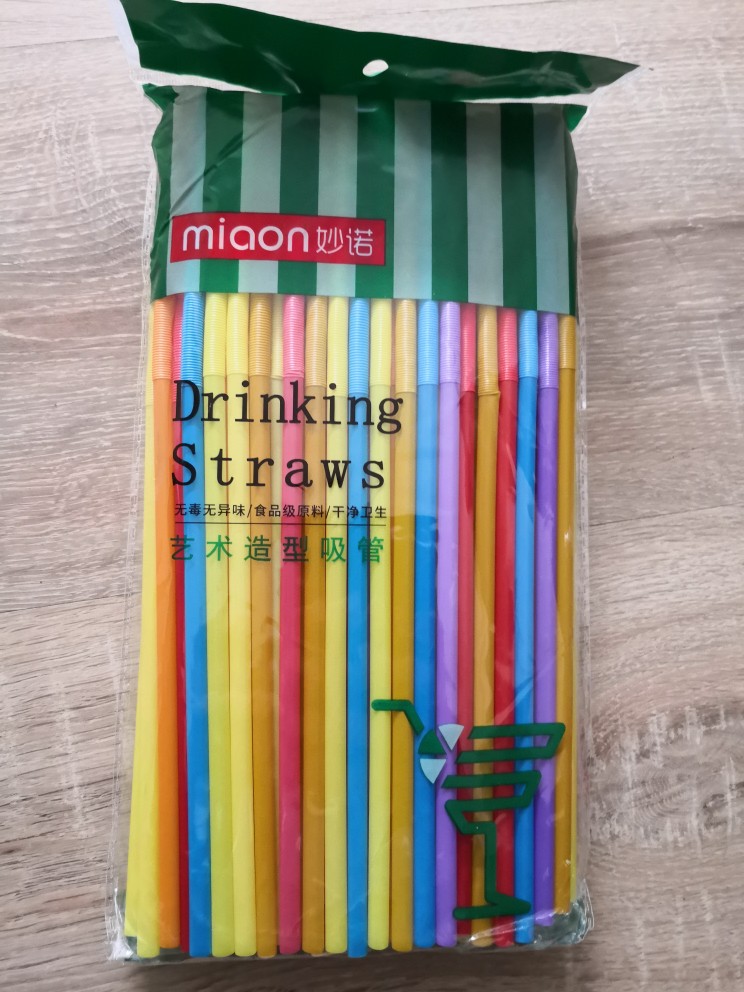 miaon妙诺
Drinking
Straws
无毒无异味/食品级原料/干净卫生
艺术造型吸管